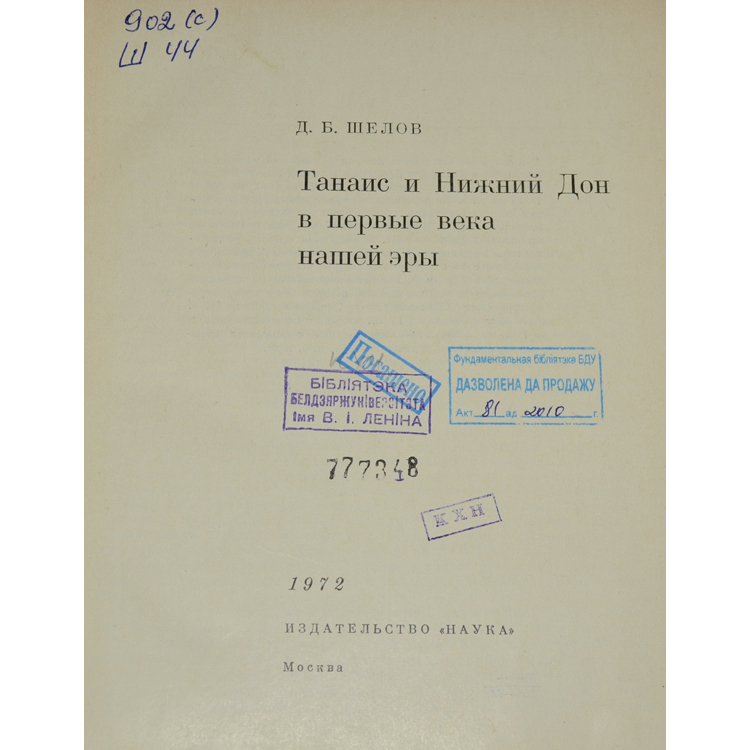 902 (с)
Ш 44
Д. Б. ШЕЛОВ
Танаис и Нижний Дон
в первые века
нашей эры
Погашено
БІБЛІЯТЭКА
БЕЛДЗЯРЖУНІВЕРСІТЭТА
імя В. І. ЛЕНІНА
Фундаментальная бібліятэка БДУ
ДАЗВОЛЕНА ДА ПРОДАЖУ
Акт 81 ад 2010 г.
777348
1
КХН
1972
ИЗДАТЕЛЬСТВО «НАУКА»
Москва